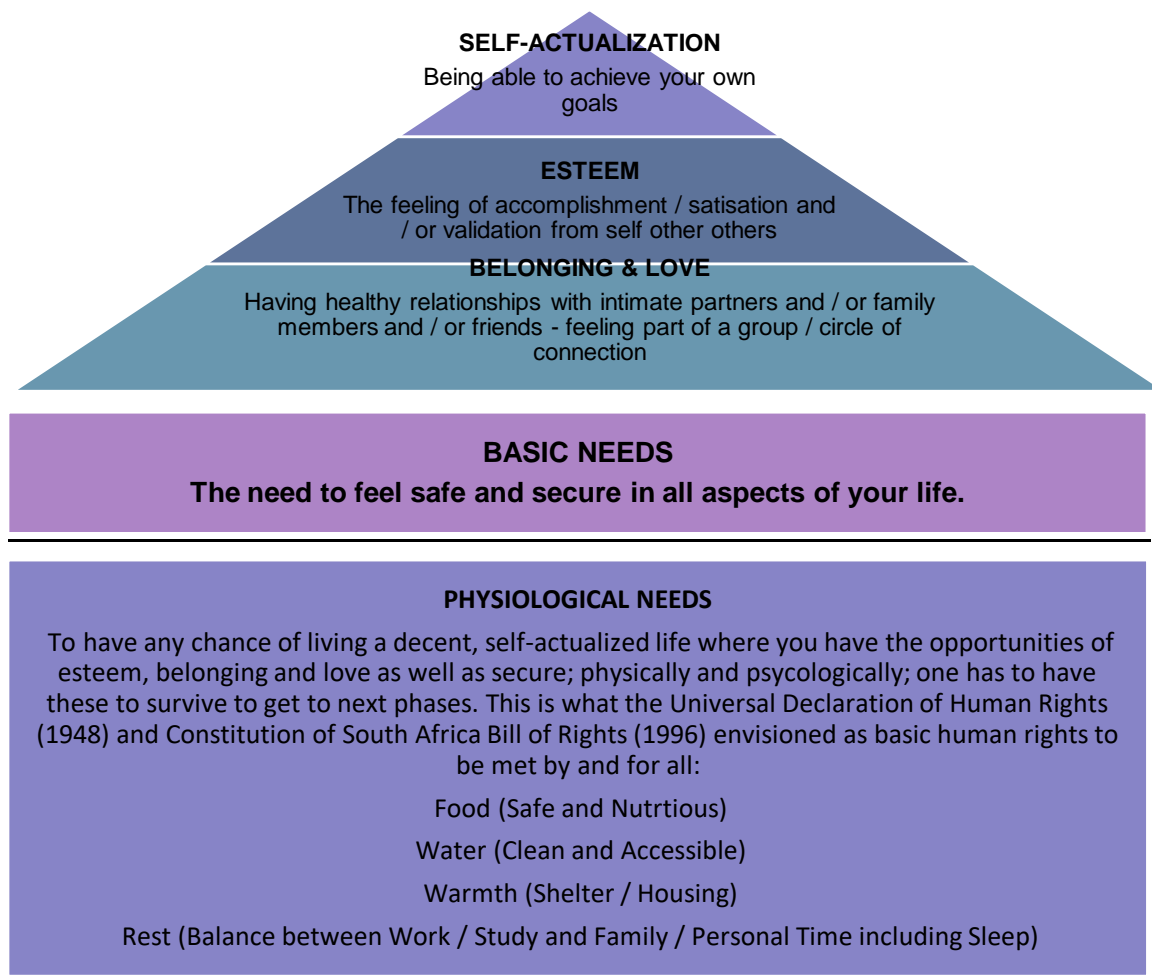 SELF-ACTUALIZATION
Being able to achieve your own
goals
ESTEEM
The feeling of accomplishment / satisation and
/ or validation from self other others
BELONGING & LOVE
Having healthy relationships with intimate partners and / or family
members and / or friends - feeling part of a group / circle of
connection
BASIC NEEDS
The need to feel safe and secure in all aspects of your life.
PHYSIOLOGICAL NEEDS
To have any chance of living a decent, self-actualized life where you have the opportunities of
esteem, belonging and love as well as secure; physically and psycologically; one has to have
these to survive to get to next phases. This is what the Universal Declaration of Human Rights
(1948) and Constitution of South Africa Bill of Rights (1996) envisioned as basic human rights to
be met by and for all:
Food (Safe and Nutrtious)
Water (Clean and Accessible)
Warmth (Shelter / Housing)
Rest (Balance between Work / Study and Family / Personal Time including Sleep)